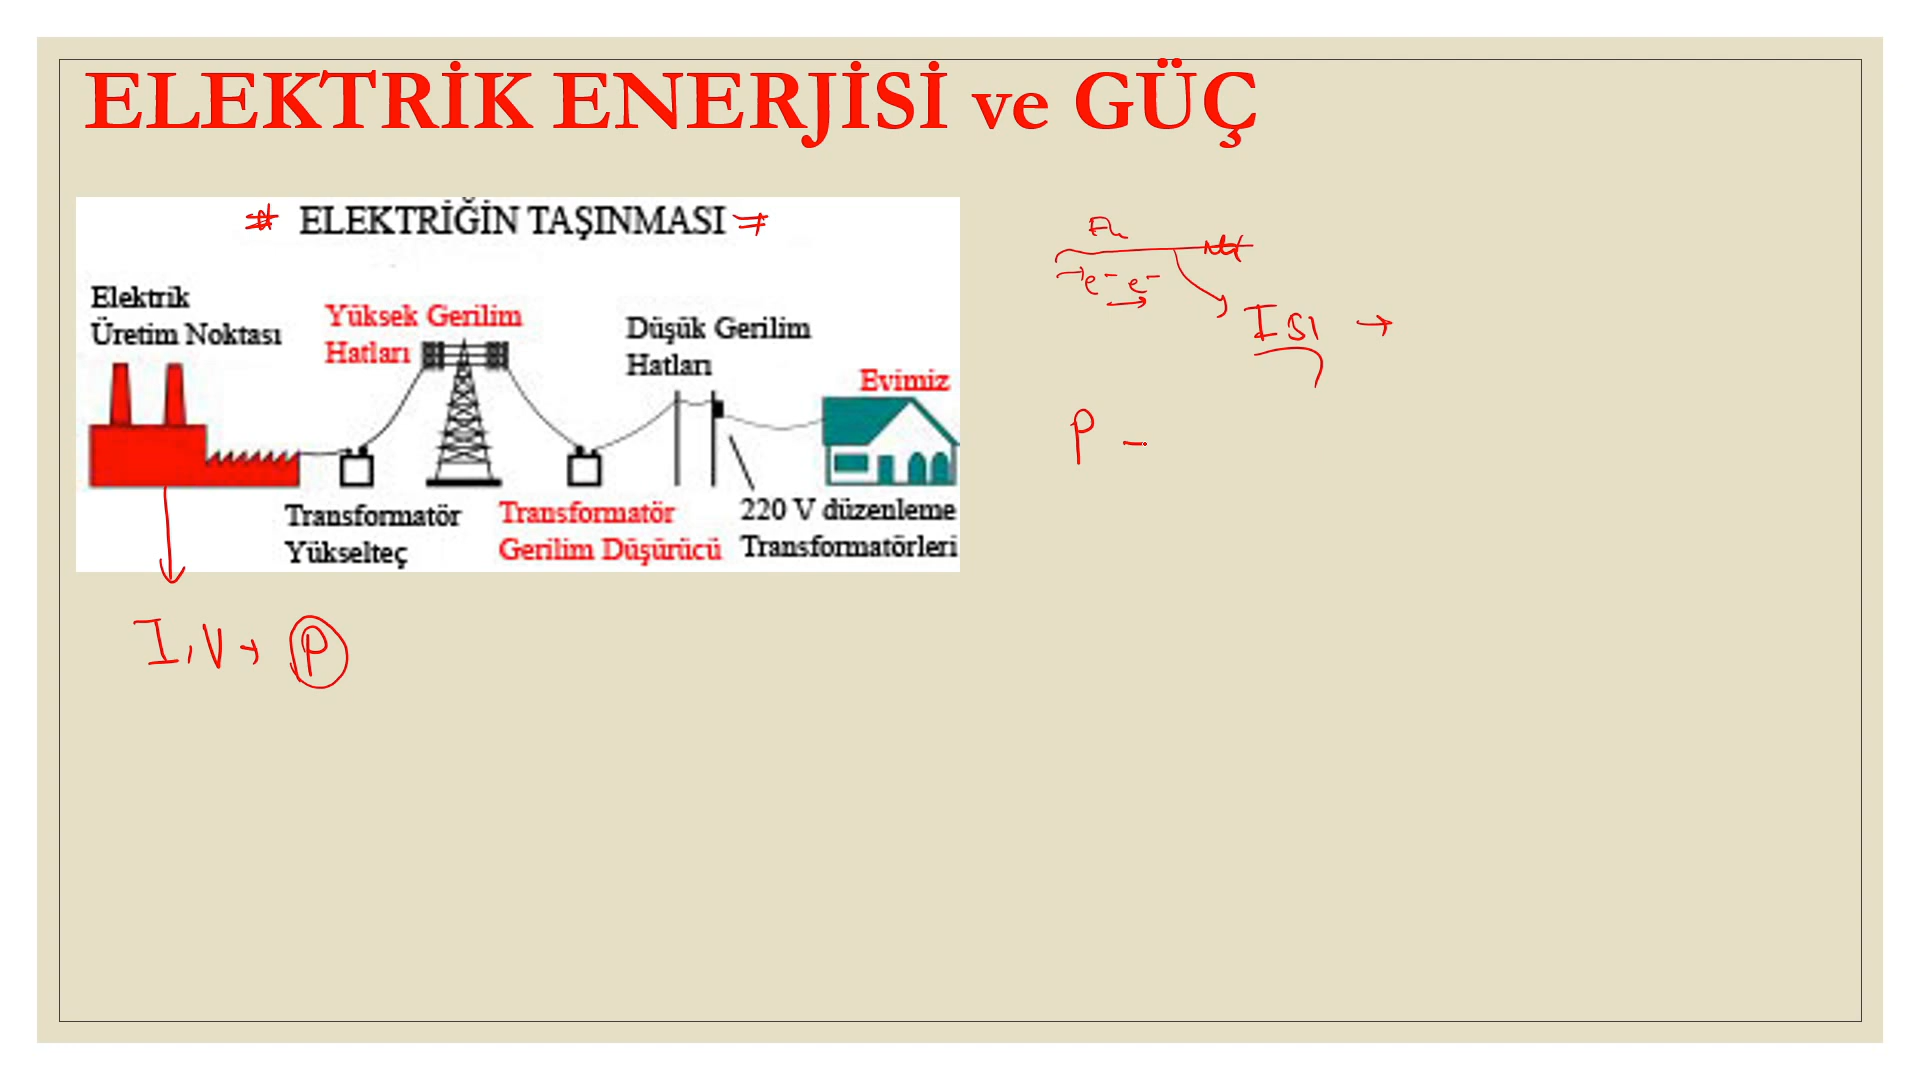 ELEKTRİK ENERJİSİ ve GÜÇ
ELEKTRİĞİN TAŞINMASI
Elektrik
Üretim Noktası
Yüksek Gerilim
Hatları
Düşük Gerilim
Hatları
Evimiz
Transformatör
Yükselteç
Transformatör
Gerilim Düşürücü
220 V düzenleme
Transformatörleri
I, V → P
→ e⁻ e⁻
ISI →
P -